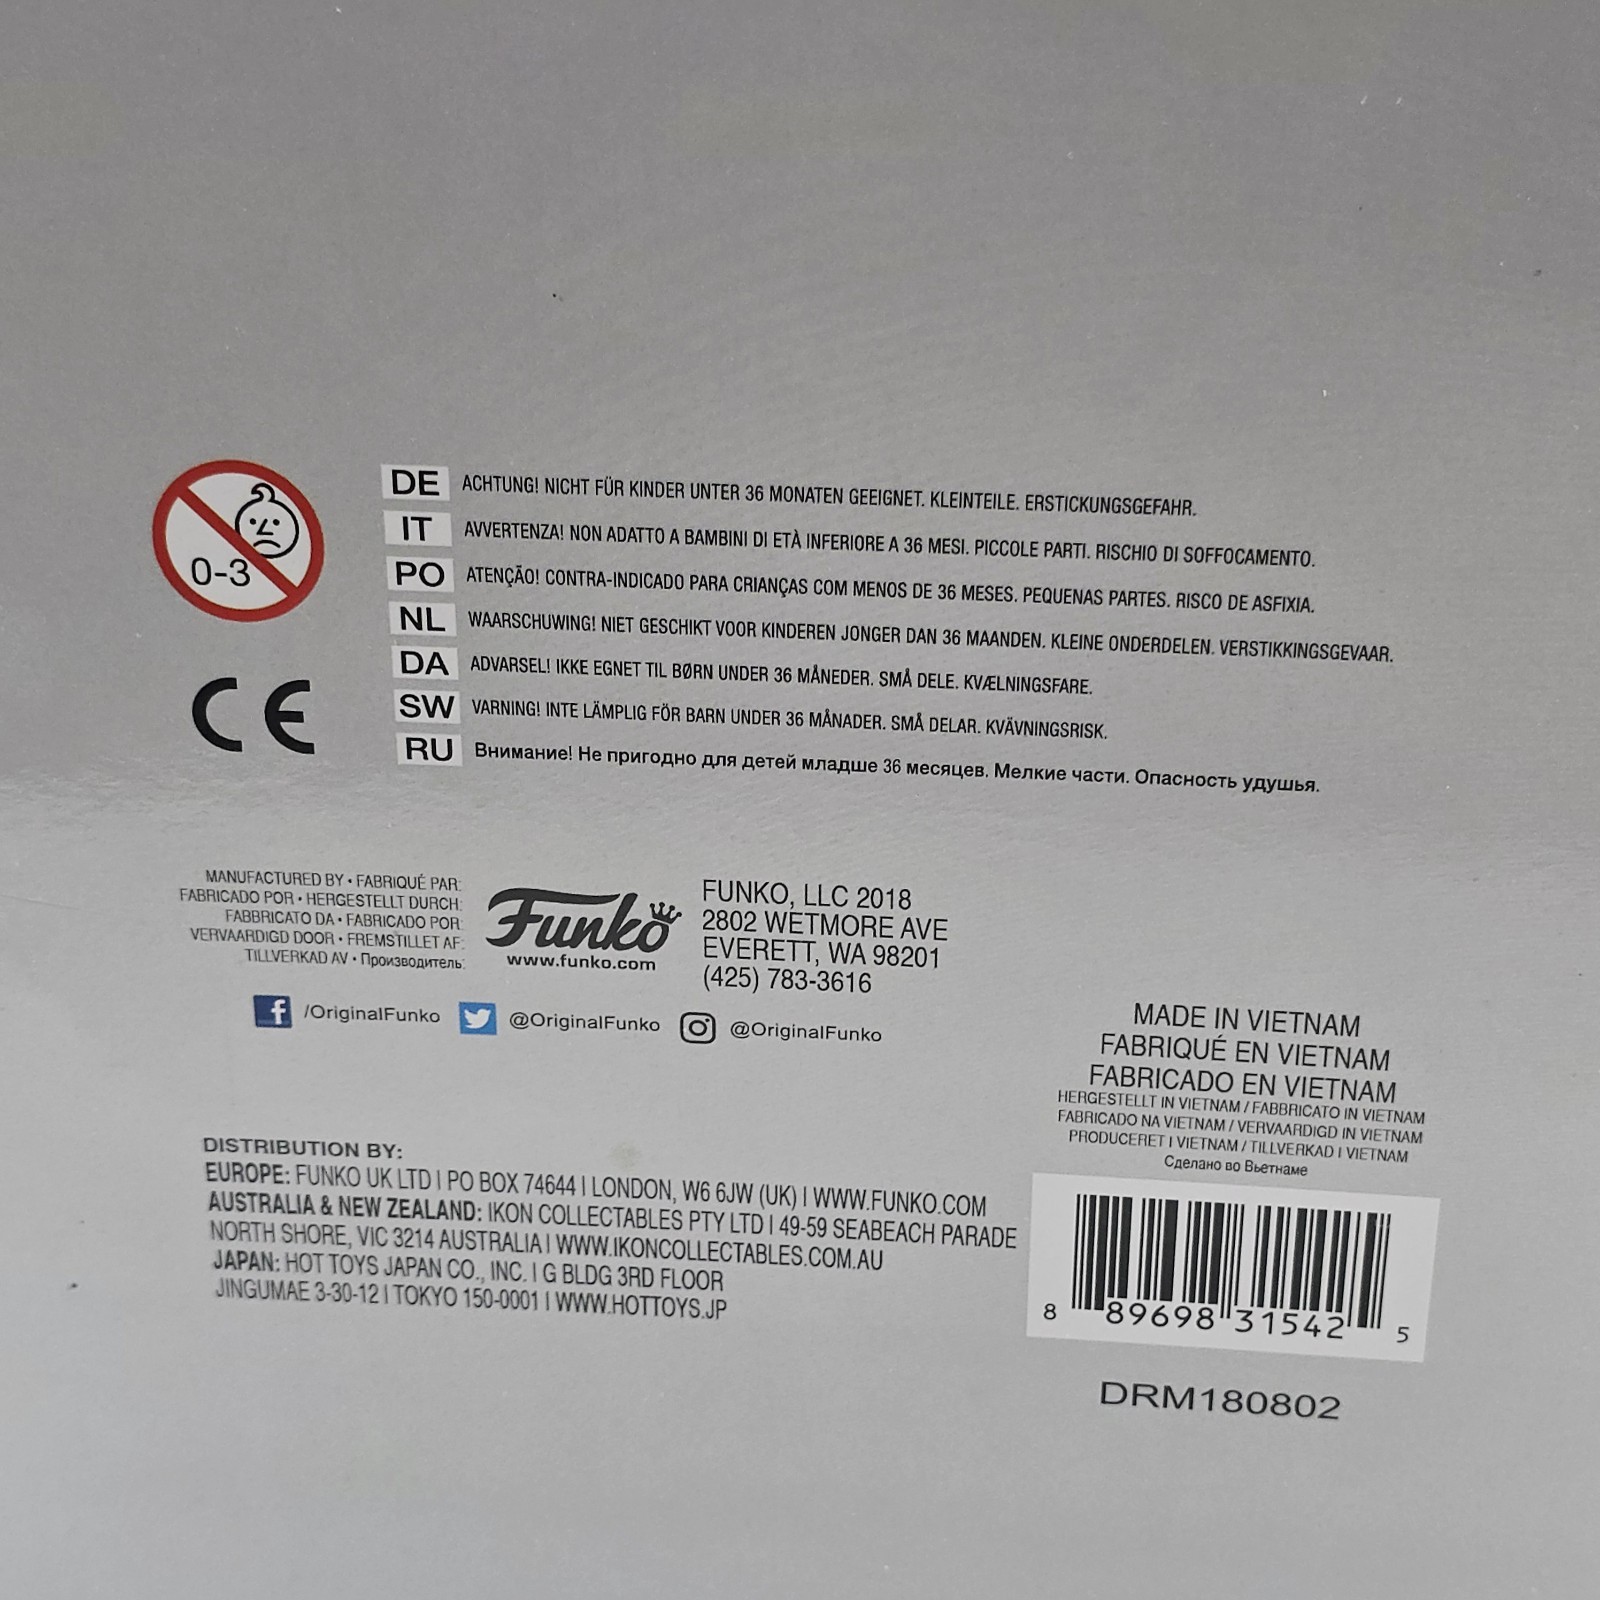 0-3
DE ACHTUNG! NICHT FÜR KINDER UNTER 36 MONATEN GEEIGNET. KLEINTEILE. ERSTICKUNGSGEFAHR.
IT AVVERTENZA! NON ADATTO A BAMBINI DI ETÀ INFERIORE A 36 MESI. PICCOLE PARTI. RISCHIO DI SOFFOCAMENTO.
PO ATENÇÃO! CONTRA-INDICADO PARA CRIANÇAS COM MENOS DE 36 MESES. PEQUENAS PARTES. RISCO DE ASFIXIA.
NL WAARSCHUWING! NIET GESCHIKT VOOR KINDEREN JONGER DAN 36 MAANDEN. KLEINE ONDERDELEN. VERSTIKKINGSGEVAAR.
DA ADVARSEL! IKKE EGNET TIL BØRN UNDER 36 MÅNEDER. SMÅ DELE. KVÆLNINGSFARE.
SW VARNING! INTE LÄMPLIG FÖR BARN UNDER 36 MÅNADER. SMÅ DELAR. KVÄVNINGSRISK.
RU Внимание! Не пригодно для детей младше 36 месяцев. Мелкие части. Опасность удушья.
CE
MANUFACTURED BY • FABRIQUÉ PAR:
FABRICADO POR • HERGESTELLT DURCH:
FABBRICATO DA • FABRICADO POR:
VERVAARDIGD DOOR • FREMSTILLET AF:
TILLVERKAD AV • Производитель:
Funko
www.funko.com
FUNKO, LLC 2018
2802 WETMORE AVE
EVERETT, WA 98201
(425) 783-3616
/OriginalFunko @OriginalFunko @OriginalFunko
MADE IN VIETNAM
FABRIQUÉ EN VIETNAM
FABRICADO EN VIETNAM
HERGESTELLT IN VIETNAM / FABBRICATO IN VIETNAM
FABRICADO NA VIETNAM / VERVAARDIGD IN VIETNAM
PRODUCERET I VIETNAM / TILLVERKAD I VIETNAM
Сделано во Вьетнаме
DISTRIBUTION BY:
EUROPE: FUNKO UK LTD | PO BOX 74644 | LONDON, W6 6JW (UK) | WWW.FUNKO.COM
AUSTRALIA & NEW ZEALAND: IKON COLLECTABLES PTY LTD | 49-59 SEABEACH PARADE
NORTH SHORE, VIC 3214 AUSTRALIA | WWW.IKONCOLLECTABLES.COM.AU
JAPAN: HOT TOYS JAPAN CO., INC. | G BLDG 3RD FLOOR
JINGUMAE 3-30-12 | TOKYO 150-0001 | WWW.HOTTOYS.JP
8 89698 31542 5
DRM180802